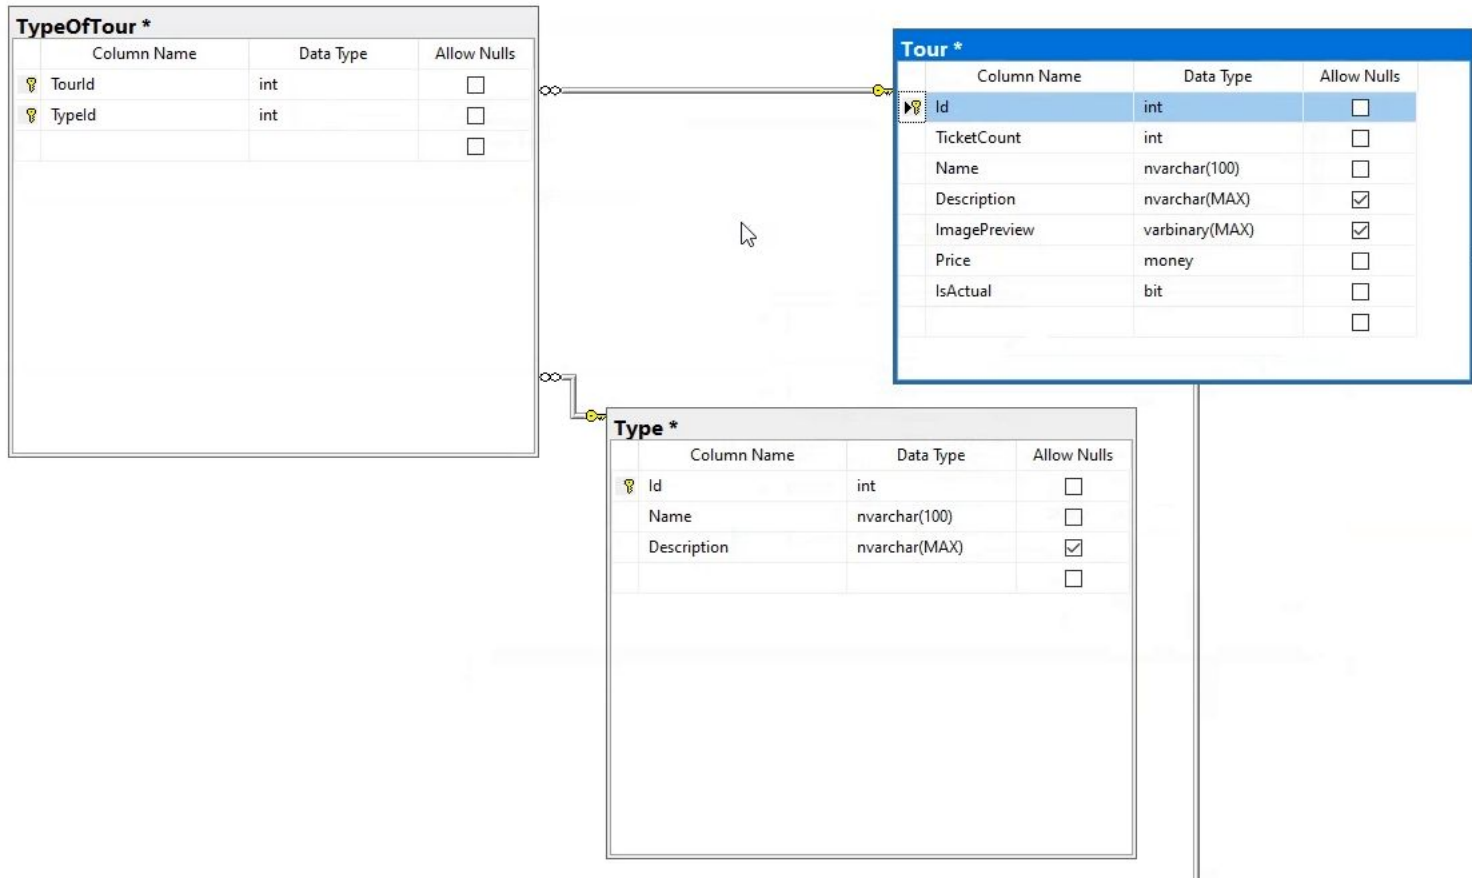 TypeOfTour *
Column Name Data Type Allow Nulls
TourId int
TypeId int
Tour *
Column Name Data Type Allow Nulls
Id int
TicketCount int
Name nvarchar(100)
Description nvarchar(MAX)
ImagePreview varbinary(MAX)
Price money
IsActual bit
Type *
Column Name Data Type Allow Nulls
Id int
Name nvarchar(100)
Description nvarchar(MAX)